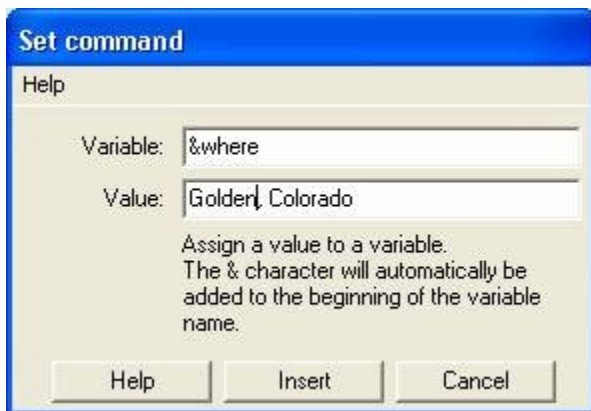 Set command
Help
Variable: &where
Value: Golden, Colorado
Assign a value to a variable.
The & character will automatically be
added to the beginning of the variable
name.
Help Insert Cancel